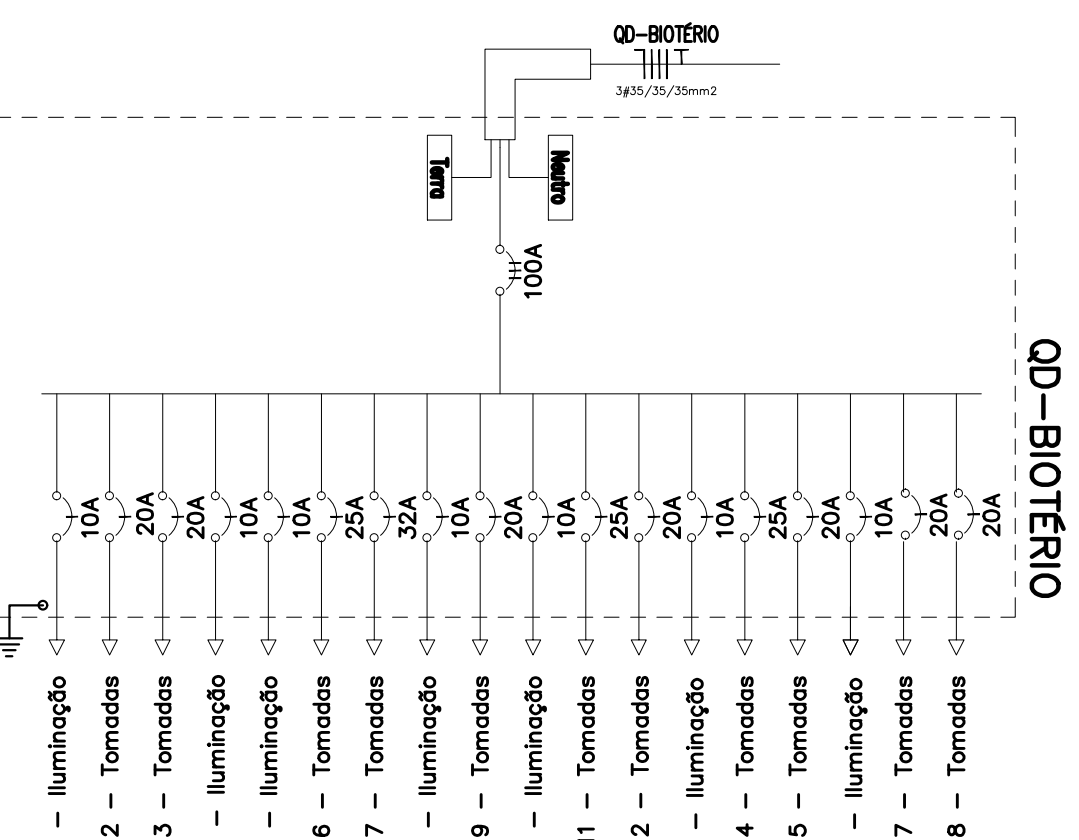 QD-BIOTÉRIO
3#35/35/35mm2
Terra
Neutro
100A
QD-BIOTÉRIO
10A
20A
20A
10A
10A
25A
32A
10A
20A
10A
25A
20A
10A
25A
20A
10A
20A
20A
- Iluminação
2 - Tomadas
3 - Tomadas
- Iluminação
- Iluminação
6 - Tomadas
7 - Tomadas
- Iluminação
9 - Tomadas
- Iluminação
11 - Tomadas
2 - Tomadas
- Iluminação
4 - Tomadas
5 - Tomadas
- Iluminação
7 - Tomadas
8 - Tomadas